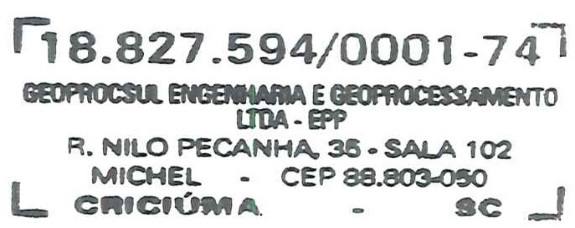 18.827.594/0001-74
GEOPROCSUL ENGENHARIA E GEOPROCESSAMENTO
LTDA - EPP
R. NILO PECANHA, 35 - SALA 102
MICHEL - CEP 88.803-050
CRICIÚMA - SC